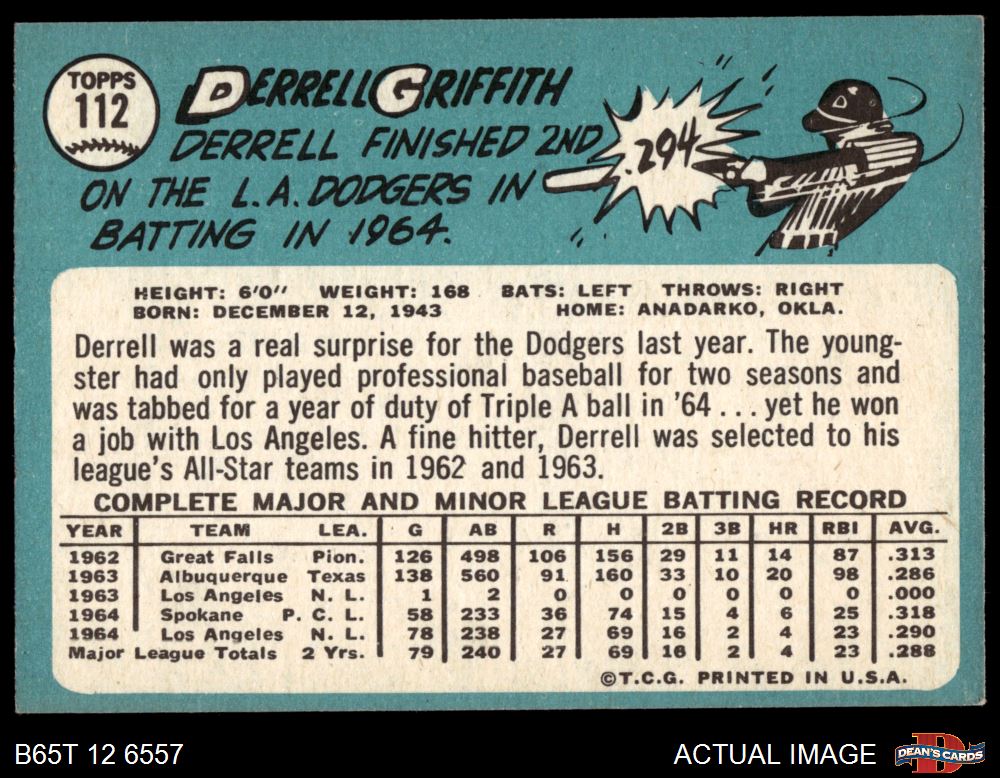 TOPPS
112
DERRELL GRIFFITH
DERRELL FINISHED 2ND
ON THE L.A. DODGERS IN
BATTING IN 1964.
.294
HEIGHT: 6'0" WEIGHT: 168 BATS: LEFT THROWS: RIGHT
BORN: DECEMBER 12, 1943 HOME: ANADARKO, OKLA.
Derrell was a real surprise for the Dodgers last year. The young-
ster had only played professional baseball for two seasons and
was tabbed for a year of duty of Triple A ball in '64 . . . yet he won
a job with Los Angeles. A fine hitter, Derrell was selected to his
league's All-Star teams in 1962 and 1963.
COMPLETE MAJOR AND MINOR LEAGUE BATTING RECORD
YEAR TEAM LEA. G AB R H 2B 3B HR RBI AVG.
1962 Great Falls Pion. 126 498 106 156 29 11 14 87 .313
1963 Albuquerque Texas 138 560 91 160 33 10 20 98 .286
1963 Los Angeles N. L. 1 2 0 0 0 0 0 0 .000
1964 Spokane P. C. L. 58 233 36 74 15 4 6 25 .318
1964 Los Angeles N. L. 78 238 27 69 16 2 4 23 .290
Major League Totals 2 Yrs. 79 240 27 69 16 2 4 23 .288
©T.C.G. PRINTED IN U.S.A.
B65T 12 6557
ACTUAL IMAGE
DEAN'S CARDS